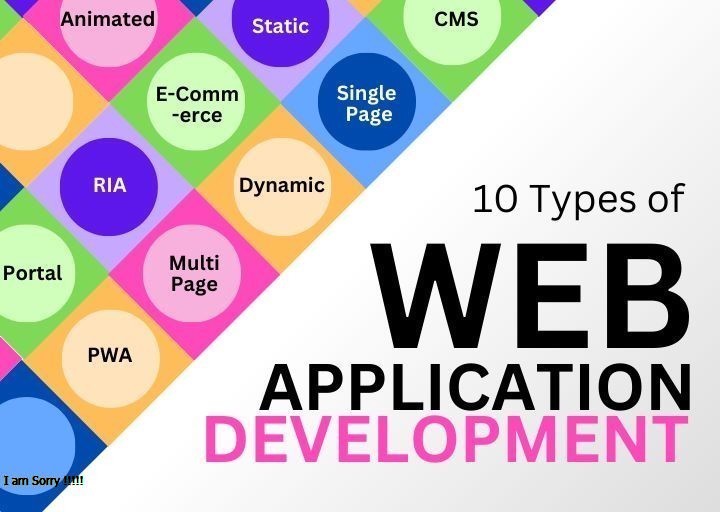 Animated
Static
CMS
E-Comm
-erce
Single
Page
RIA
Dynamic
Portal
Multi
Page
PWA
10 Types of
WEB
APPLICATION
DEVELOPMENT
I am Sorry !!!!!